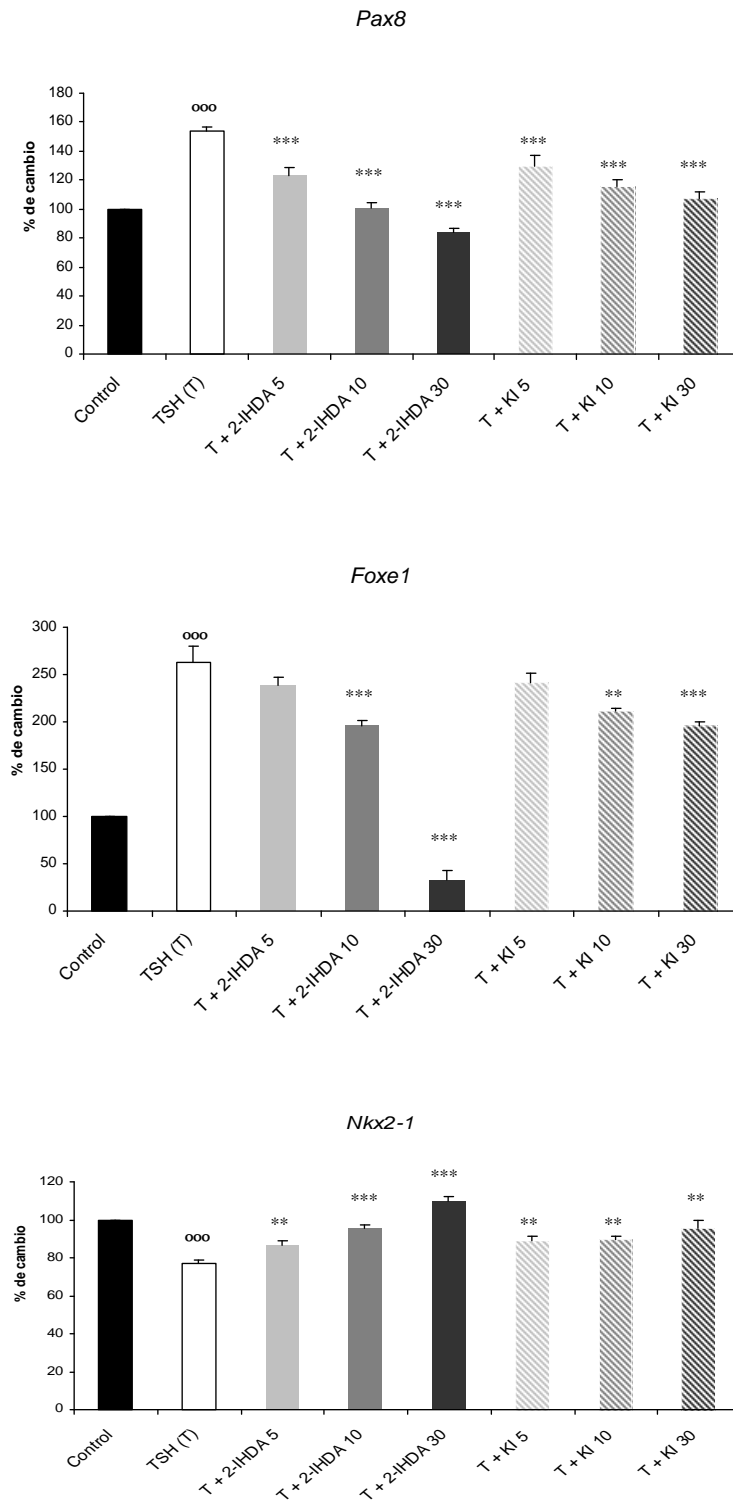 Pax8
% de cambio
180
160
140
120
100
80
60
40
20
0
ooo
***
***
***
***
***
***
Control
TSH (T)
T + 2-IHDA 5
T + 2-IHDA 10
T + 2-IHDA 30
T + KI 5
T + KI 10
T + KI 30
Foxe1
% de cambio
300
250
200
150
100
50
0
ooo
***
***
**
***
Control
TSH (T)
T + 2-IHDA 5
T + 2-IHDA 10
T + 2-IHDA 30
T + KI 5
T + KI 10
T + KI 30
Nkx2-1
% de cambio
120
100
80
60
40
20
0
ooo
**
***
***
**
**
**
Control
TSH (T)
T + 2-IHDA 5
T + 2-IHDA 10
T + 2-IHDA 30
T + KI 5
T + KI 10
T + KI 30